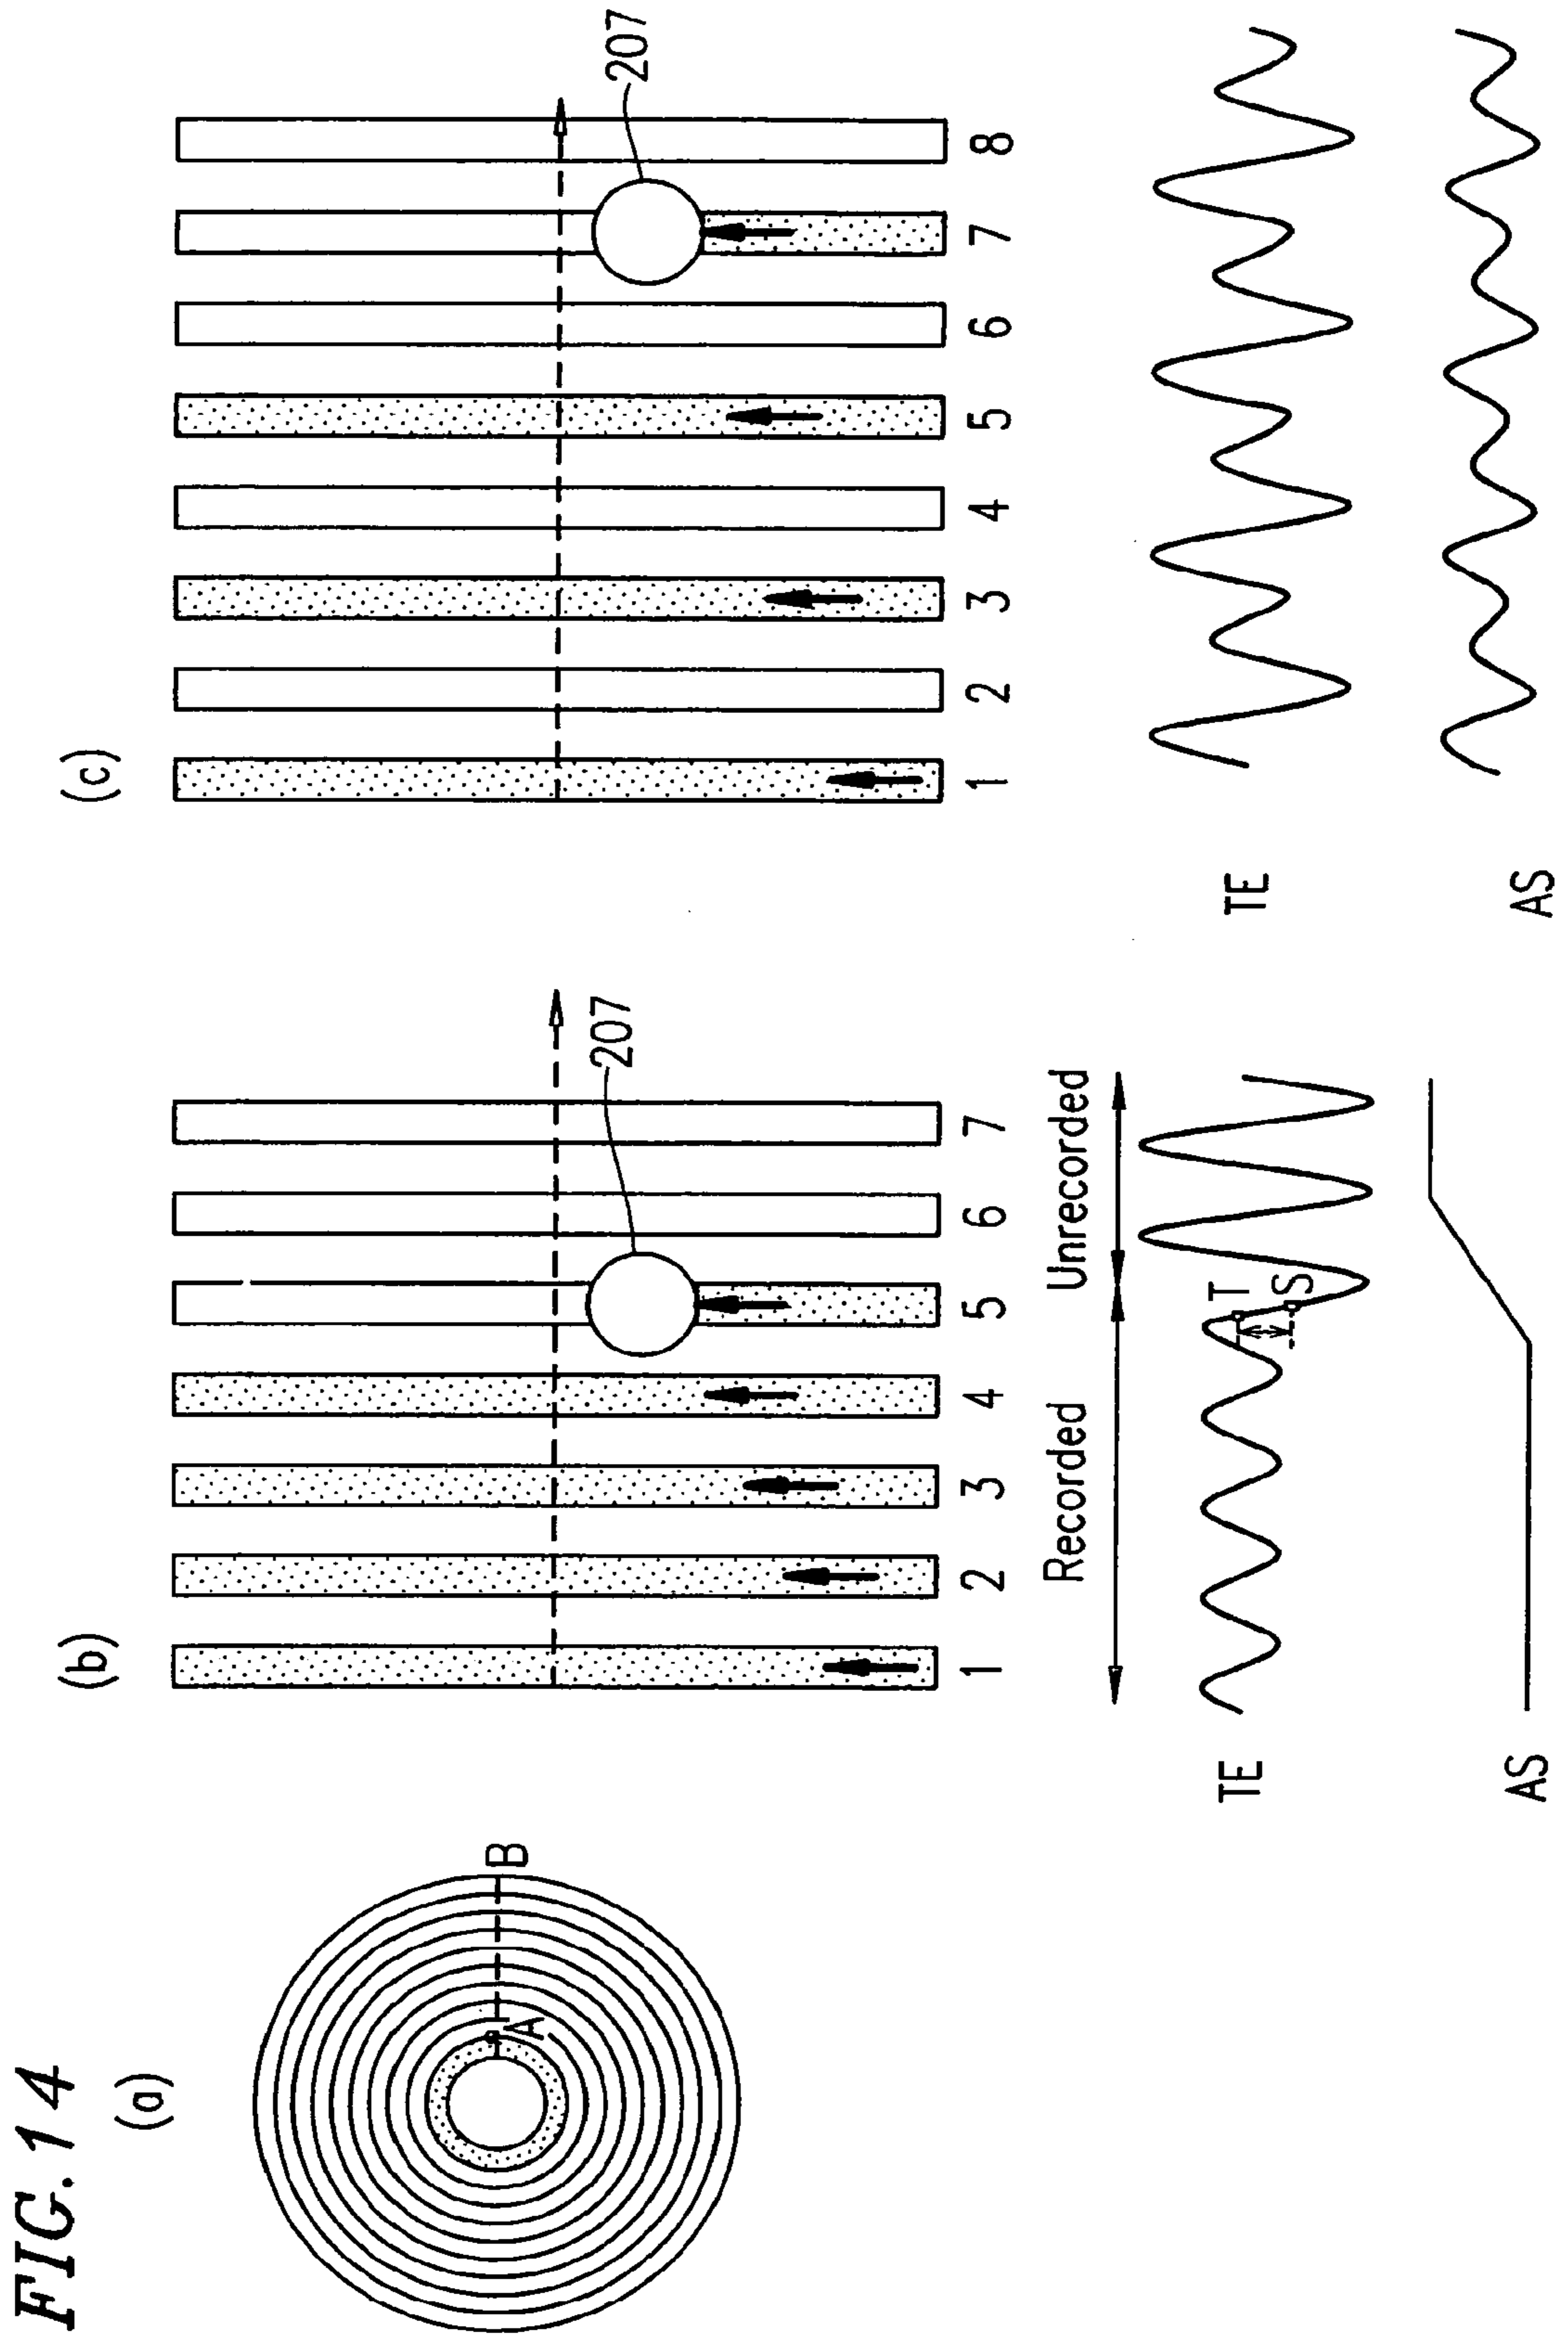 FIG. 14
(a)
A
B
(b)
207
1 2 3 4 5 6 7
Recorded Unrecorded
T
S
TE
AS
(c)
207
1 2 3 4 5 6 7 8
TE
AS